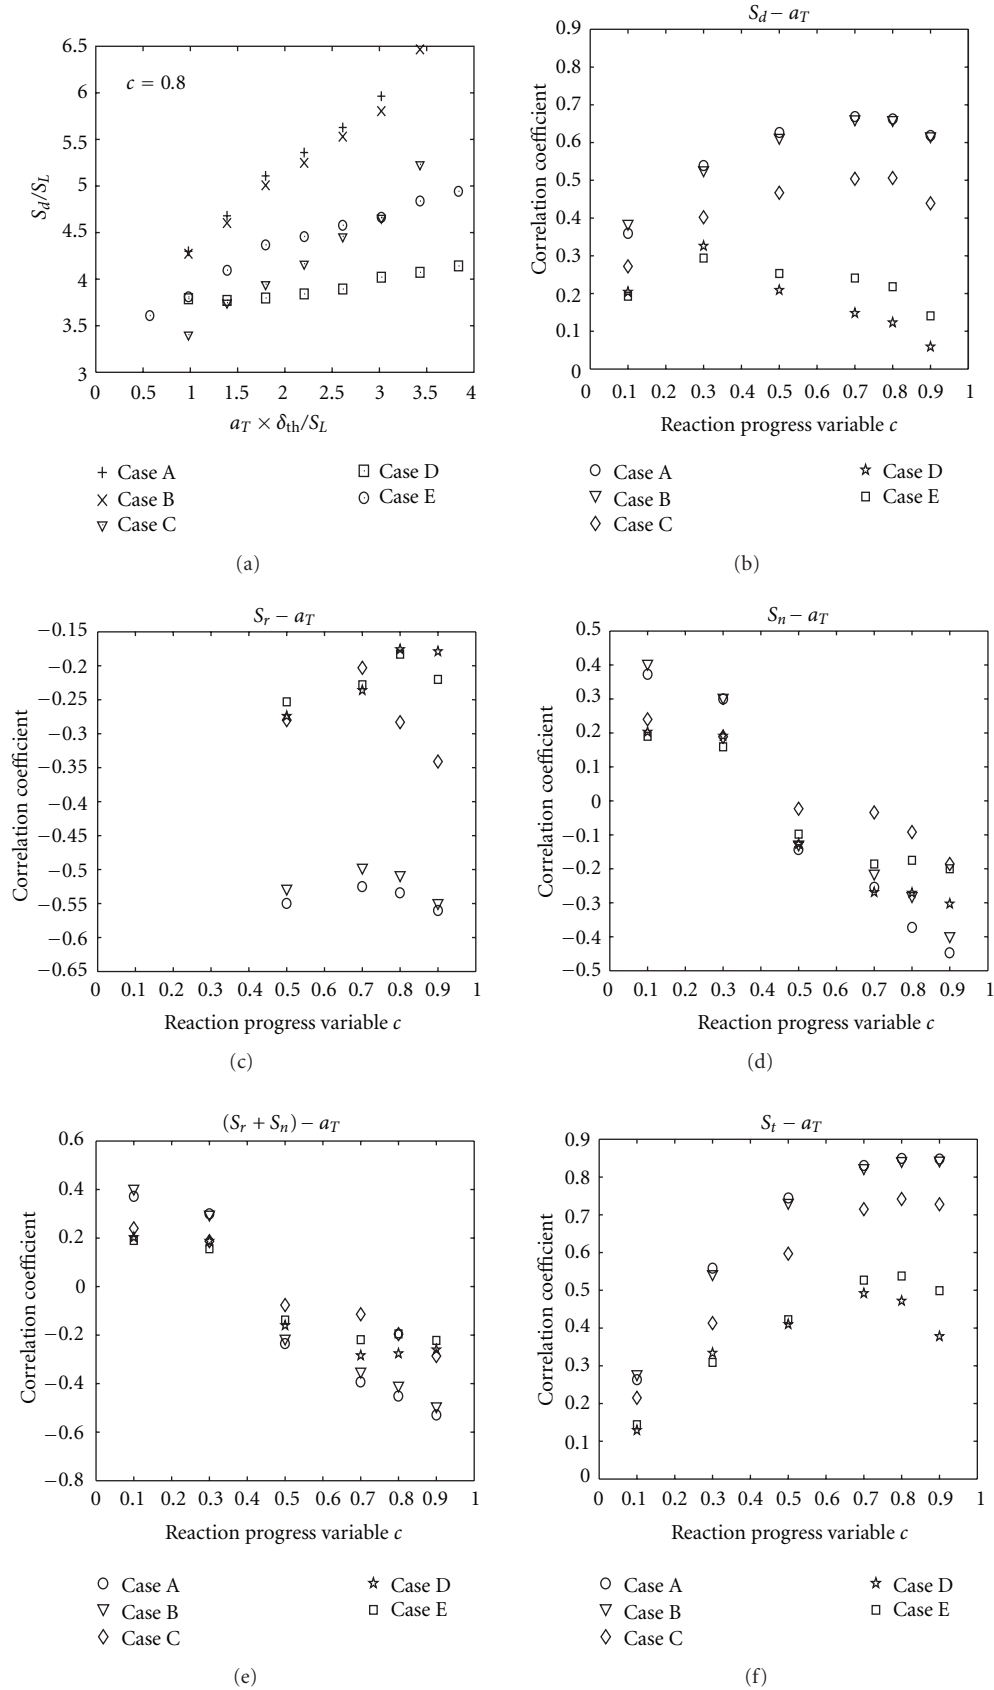 6.5
6
5.5
5
4.5
4
3.5
3
S_d/S_L
c = 0.8
0 0.5 1 1.5 2 2.5 3 3.5 4
a_T × δ_th/S_L
+ Case A
× Case B
▽ Case C
□ Case D
○ Case E
(a)
S_d − a_T
0.9
0.8
0.7
0.6
0.5
0.4
0.3
0.2
0.1
0
Correlation coefficient
0 0.1 0.2 0.3 0.4 0.5 0.6 0.7 0.8 0.9 1
Reaction progress variable c
○ Case A
▽ Case B
◇ Case C
☆ Case D
□ Case E
(b)
S_r − a_T
−0.15
−0.2
−0.25
−0.3
−0.35
−0.4
−0.45
−0.5
−0.55
−0.6
−0.65
Correlation coefficient
0 0.1 0.2 0.3 0.4 0.5 0.6 0.7 0.8 0.9 1
Reaction progress variable c
(c)
S_n − a_T
0.5
0.4
0.3
0.2
0.1
0
−0.1
−0.2
−0.3
−0.4
−0.5
Correlation coefficient
0 0.1 0.2 0.3 0.4 0.5 0.6 0.7 0.8 0.9 1
Reaction progress variable c
(d)
(S_r + S_n) − a_T
0.6
0.4
0.2
0
−0.2
−0.4
−0.6
−0.8
Correlation coefficient
0 0.1 0.2 0.3 0.4 0.5 0.6 0.7 0.8 0.9 1
Reaction progress variable c
○ Case A
▽ Case B
◇ Case C
☆ Case D
□ Case E
(e)
S_t − a_T
0.9
0.8
0.7
0.6
0.5
0.4
0.3
0.2
0.1
0
Correlation coefficient
0 0.1 0.2 0.3 0.4 0.5 0.6 0.7 0.8 0.9 1
Reaction progress variable c
○ Case A
▽ Case B
◇ Case C
☆ Case D
□ Case E
(f)